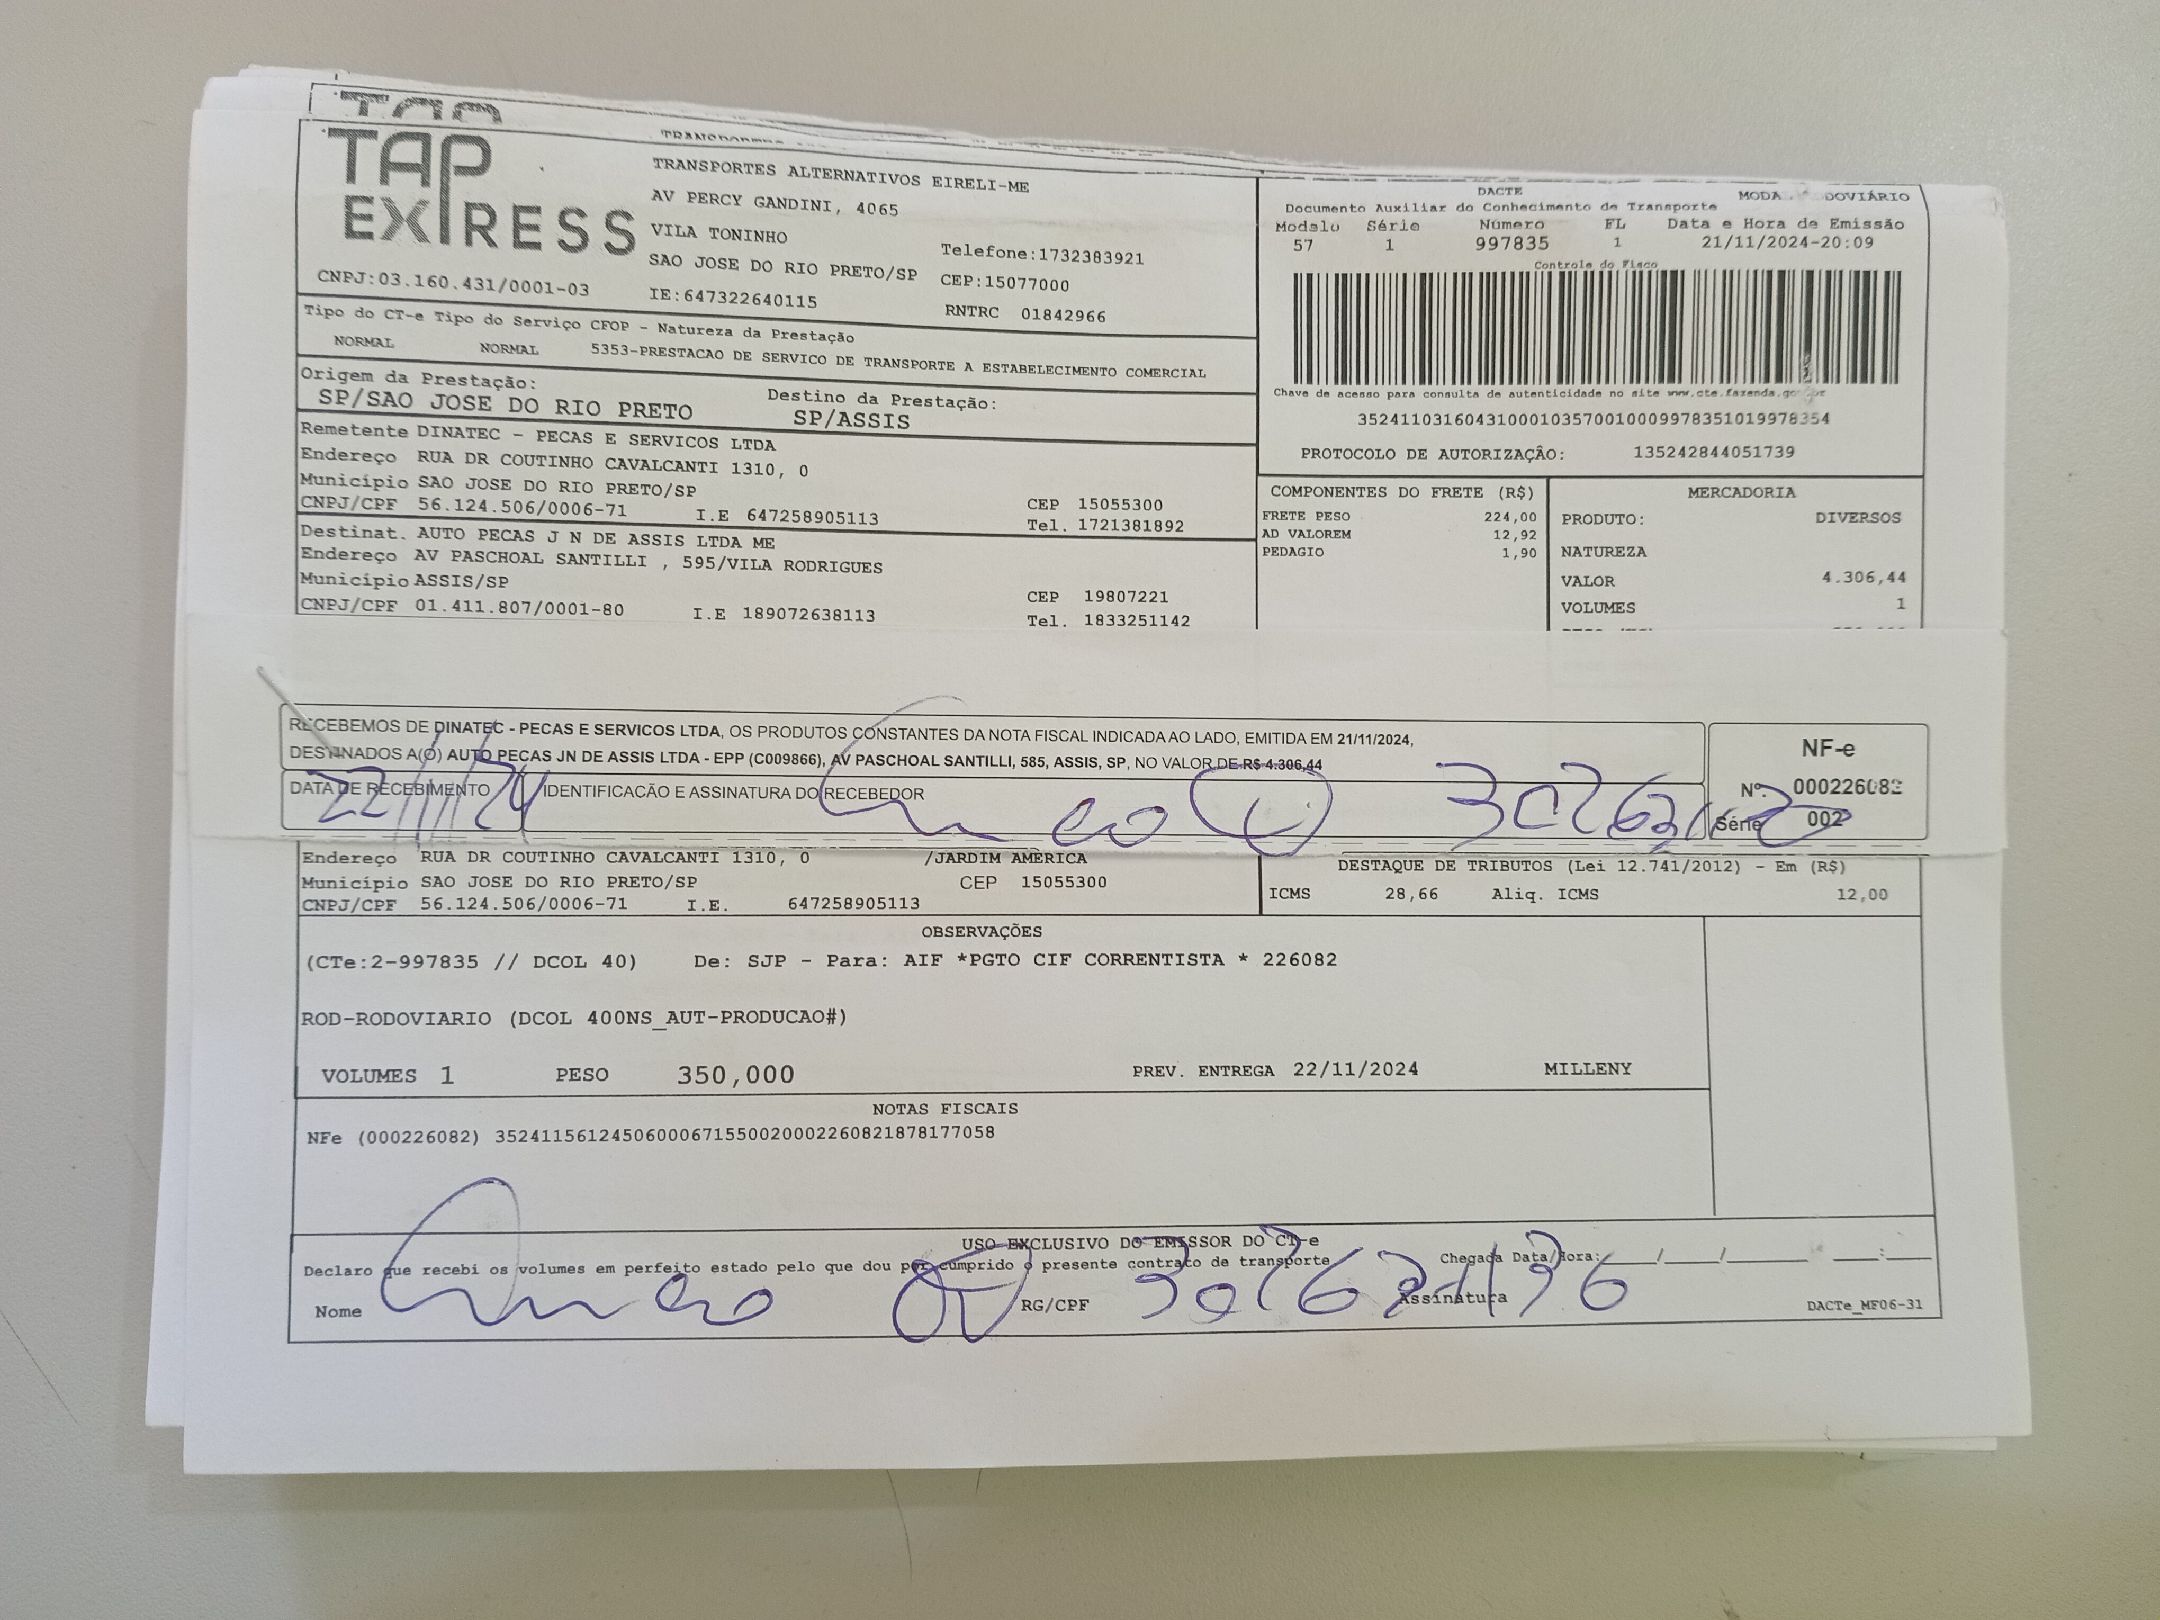 TAP
EXPRESS
CNPJ:03.160.431/0001-03
TRANSPORTES ALTERNATIVOS EIRELI-ME
AV PERCY GANDINI, 4065
VILA TONINHO
SAO JOSE DO RIO PRETO/SP
IE:647322640115
Telefone:1732383921
CEP:15077000
RNTRC 01842966
DACTE
Documento Auxiliar do Conhecimento de Transporte
Modelo Série Número FL Data e Hora de Emissão
57 1 997835 1 21/11/2024-20:09
Controle do Fisco
Chave de acesso para consulta de autenticidade no site www.cte.fazenda.gov.br
35241103160431000103570010009978351019978354
PROTOCOLO DE AUTORIZAÇÃO: 135242844051739
Tipo do CT-e Tipo do Serviço CFOP - Natureza da Prestação
NORMAL NORMAL 5353-PRESTACAO DE SERVICO DE TRANSPORTE A ESTABELECIMENTO COMERCIAL
Origem da Prestação: Destino da Prestação:
SP/SAO JOSE DO RIO PRETO SP/ASSIS
Remetente DINATEC - PECAS E SERVICOS LTDA
Endereço RUA DR COUTINHO CAVALCANTI 1310, 0
Município SAO JOSE DO RIO PRETO/SP CEP 15055300
CNPJ/CPF 56.124.506/0006-71 I.E 647258905113 Tel. 1721381892
Destinat. AUTO PECAS J N DE ASSIS LTDA ME
Endereço AV PASCHOAL SANTILLI , 595/VILA RODRIGUES
Município ASSIS/SP CEP 19807221
CNPJ/CPF 01.411.807/0001-80 I.E 189072638113 Tel. 1833251142
COMPONENTES DO FRETE (R$)
FRETE PESO 224,00
AD VALOREM 12,92
PEDAGIO 1,90
MERCADORIA
PRODUTO: DIVERSOS
NATUREZA
VALOR 4.306,44
VOLUMES 1
RECEBEMOS DE DINATEC - PECAS E SERVICOS LTDA, OS PRODUTOS CONSTANTES DA NOTA FISCAL INDICADA AO LADO, EMITIDA EM 21/11/2024,
DESTINADOS A(O) AUTO PECAS JN DE ASSIS LTDA - EPP (C009866), AV PASCHOAL SANTILLI, 585, ASSIS, SP, NO VALOR DE R$ 4.306,44
DATA DE RECEBIMENTO IDENTIFICACÃO E ASSINATURA DO RECEBEDOR
22/11/24
NF-e
Nº. 000226082
Série 002
Endereço RUA DR COUTINHO CAVALCANTI 1310, 0 /JARDIM AMERICA
Município SAO JOSE DO RIO PRETO/SP CEP 15055300
CNPJ/CPF 56.124.506/0006-71 I.E. 647258905113
DESTAQUE DE TRIBUTOS (Lei 12.741/2012) - Em (R$)
ICMS 28,66 Aliq. ICMS 12,00
OBSERVAÇÕES
(CTe:2-997835 // DCOL 40) De: SJP - Para: AIF *PGTO CIF CORRENTISTA * 226082
ROD-RODOVIARIO (DCOL 400NS_AUT-PRODUCAO#)
VOLUMES 1 PESO 350,000 PREV. ENTREGA 22/11/2024 MILLENY
NOTAS FISCAIS
NFe (000226082) 35241156124506000671550020002260821878177058
USO EXCLUSIVO DO EMISSOR DO CT-e
Declaro que recebi os volumes em perfeito estado pelo que dou por cumprido o presente contrato de transporte Chegada Data/Hora: / / :
Nome RG/CPF Assinatura DACTe_MF06-31